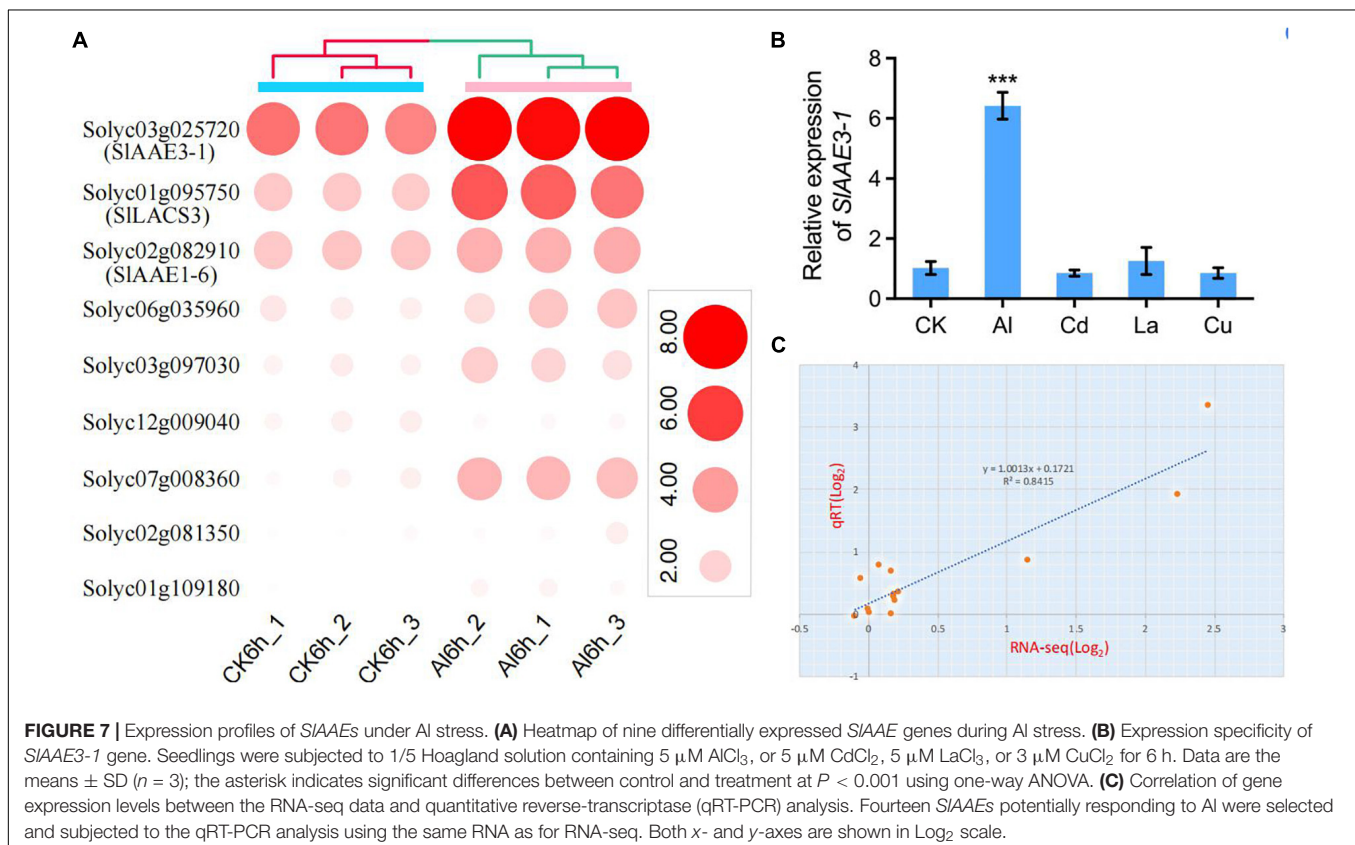 A
Solyc03g025720
(SlAAE3-1)
Solyc01g095750
(SlLACS3)
Solyc02g082910
(SlAAE1-6)
Solyc06g035960
Solyc03g097030
Solyc12g009040
Solyc07g008360
Solyc02g081350
Solyc01g109180
CK6h_1
CK6h_2
CK6h_3
Al6h_2
Al6h_1
Al6h_3
8.00
6.00
4.00
2.00
B
Relative expression
of SlAAE3-1
8
6
4
2
0
***
CK
Al
Cd
La
Cu
C
qRT(Log₂)
4
3
2
1
0
-1
y = 1.0013x + 0.1721
R² = 0.8415
-0.5
0
0.5
1
1.5
2
2.5
3
RNA-seq(Log₂)
FIGURE 7 | Expression profiles of SlAAEs under Al stress. (A) Heatmap of nine differentially expressed SlAAE genes during Al stress. (B) Expression specificity of
SlAAE3-1 gene. Seedlings were subjected to 1/5 Hoagland solution containing 5 μM AlCl₃, or 5 μM CdCl₂, 5 μM LaCl₃, or 3 μM CuCl₂ for 6 h. Data are the
means ± SD (n = 3); the asterisk indicates significant differences between control and treatment at P < 0.001 using one-way ANOVA. (C) Correlation of gene
expression levels between the RNA-seq data and quantitative reverse-transcriptase (qRT-PCR) analysis. Fourteen SlAAEs potentially responding to Al were selected
and subjected to the qRT-PCR analysis using the same RNA as for RNA-seq. Both x- and y-axes are shown in Log₂ scale.